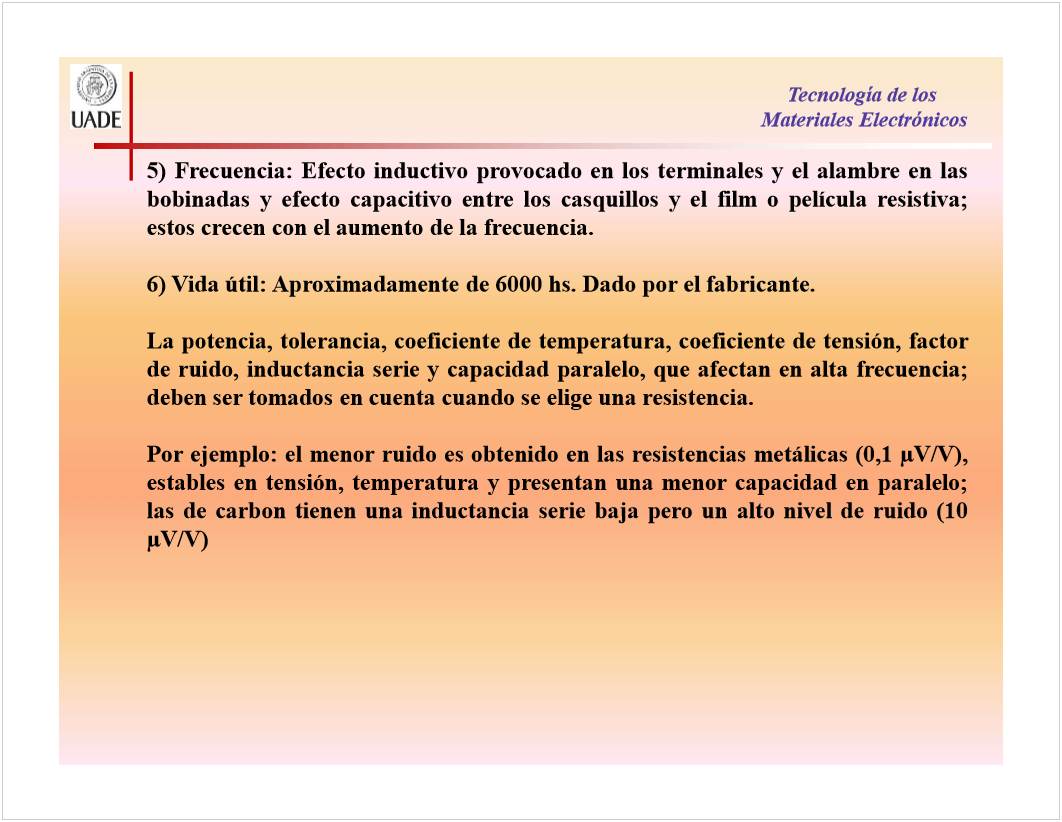 UADE
Tecnología de los
Materiales Electrónicos
5) Frecuencia: Efecto inductivo provocado en los terminales y el alambre en las
bobinadas y efecto capacitivo entre los casquillos y el film o película resistiva;
estos crecen con el aumento de la frecuencia.
6) Vida útil: Aproximadamente de 6000 hs. Dado por el fabricante.
La potencia, tolerancia, coeficiente de temperatura, coeficiente de tensión, factor
de ruido, inductancia serie y capacidad paralelo, que afectan en alta frecuencia;
deben ser tomados en cuenta cuando se elige una resistencia.
Por ejemplo: el menor ruido es obtenido en las resistencias metálicas (0,1 µV/V),
estables en tensión, temperatura y presentan una menor capacidad en paralelo;
las de carbon tienen una inductancia serie baja pero un alto nivel de ruido (10
µV/V)